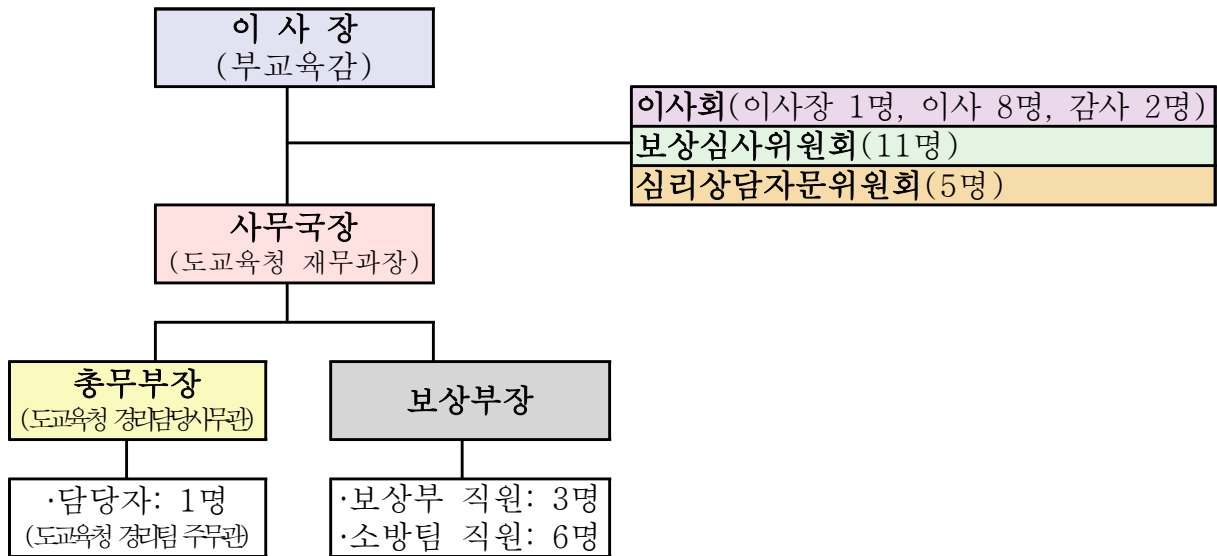 이 사 장
(부교육감)
이사회(이사장 1명, 이사 8명, 감사 2명)
보상심사위원회(11명)
심리상담자문위원회(5명)
사무국장
(도교육청 재무과장)
총무부장
(도교육청 경리담당사무관)
보상부장
·담당자: 1명
(도교육청 경리팀 주무관)
·보상부 직원: 3명
·소방팀 직원: 6명